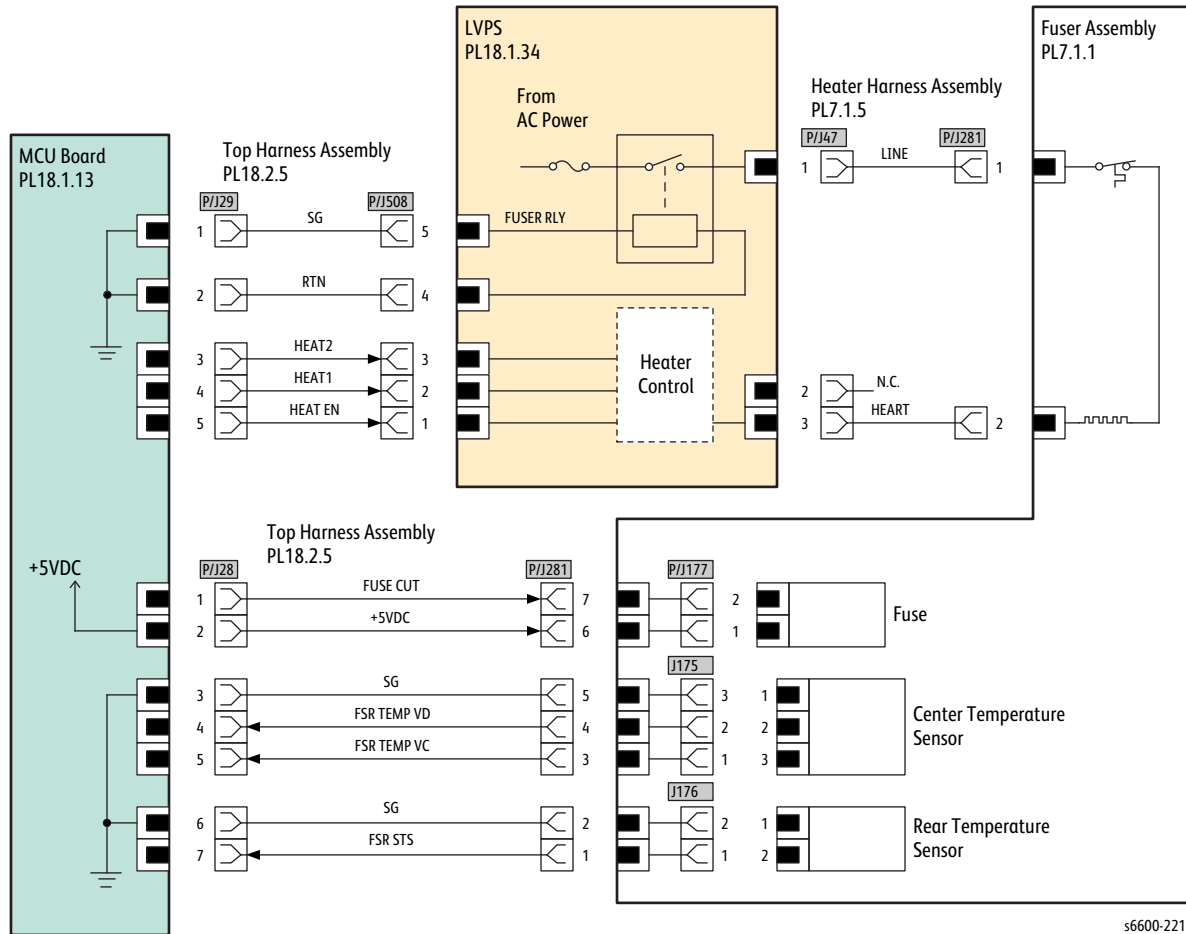 LVPS
PL18.1.34
Fuser Assembly
PL7.1.1
From
AC Power
Heater Harness Assembly
PL7.1.5
MCU Board
PL18.1.13
Top Harness Assembly
PL18.2.5
P/J47
P/J281
1
LINE
1
P/J29
P/J508
1
SG
5
FUSER RLY
2
RTN
4
3
HEAT2
3
4
HEAT1
2
5
HEAT EN
1
Heater
Control
2
N.C.
3
HEART
2
Top Harness Assembly
PL18.2.5
+5VDC
P/J28
P/J281
P/J177
1
FUSE CUT
7
2
2
+5VDC
6
1
Fuse
J175
3
SG
5
3
1
4
FSR TEMP VD
4
2
2
5
FSR TEMP VC
3
1
3
Center Temperature
Sensor
J176
6
SG
2
2
1
7
FSR STS
1
1
2
Rear Temperature
Sensor
s6600-221